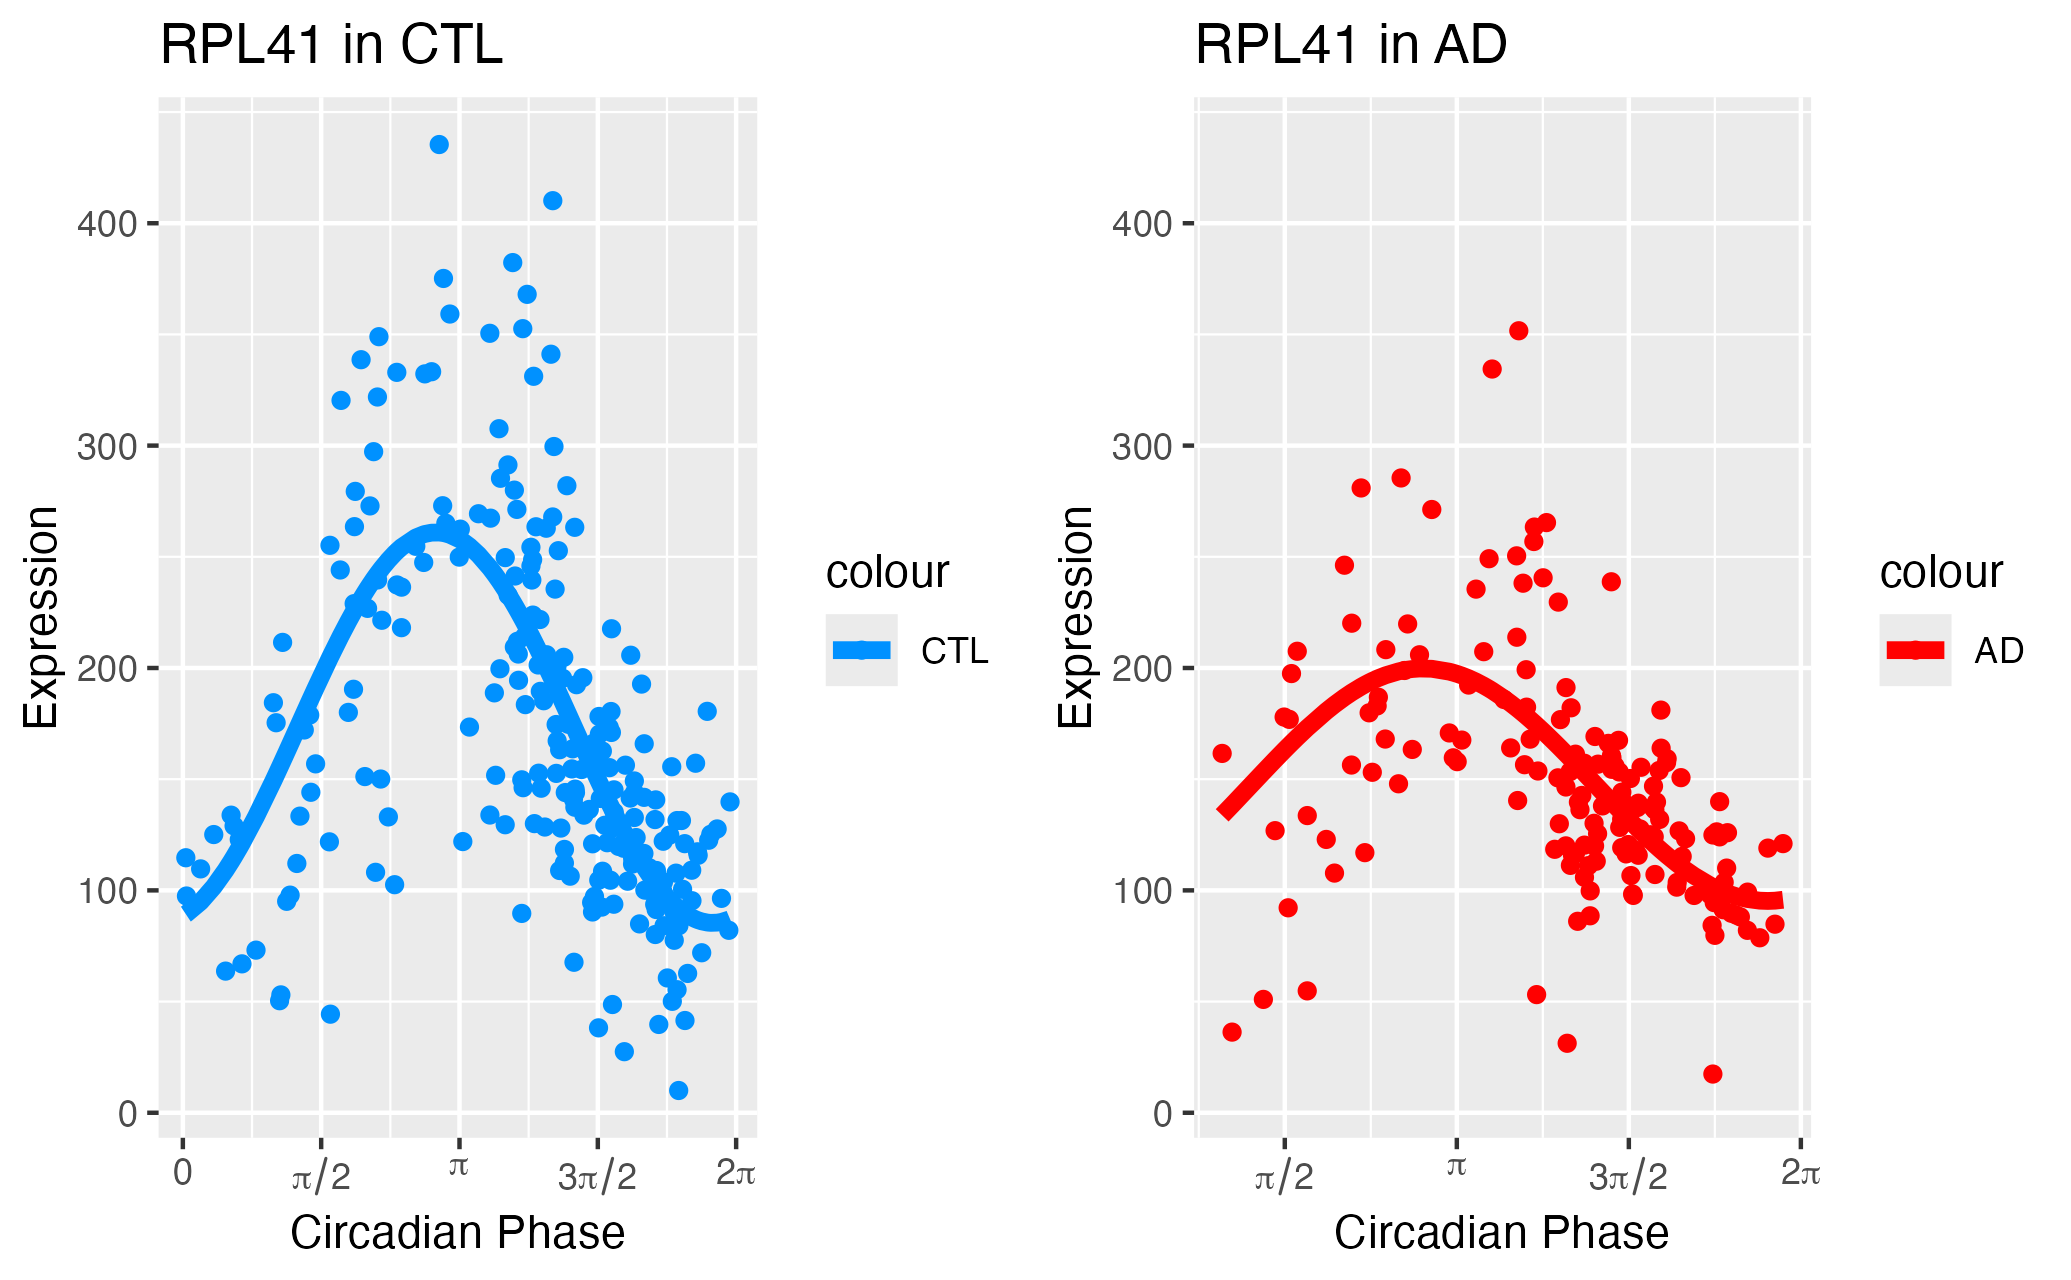 RPL41 in CTL
Expression
400
300
200
100
0
0
π/2
π
3π/2
2π
Circadian Phase
colour
CTL
RPL41 in AD
Expression
400
300
200
100
0
π/2
π
3π/2
2π
Circadian Phase
colour
AD